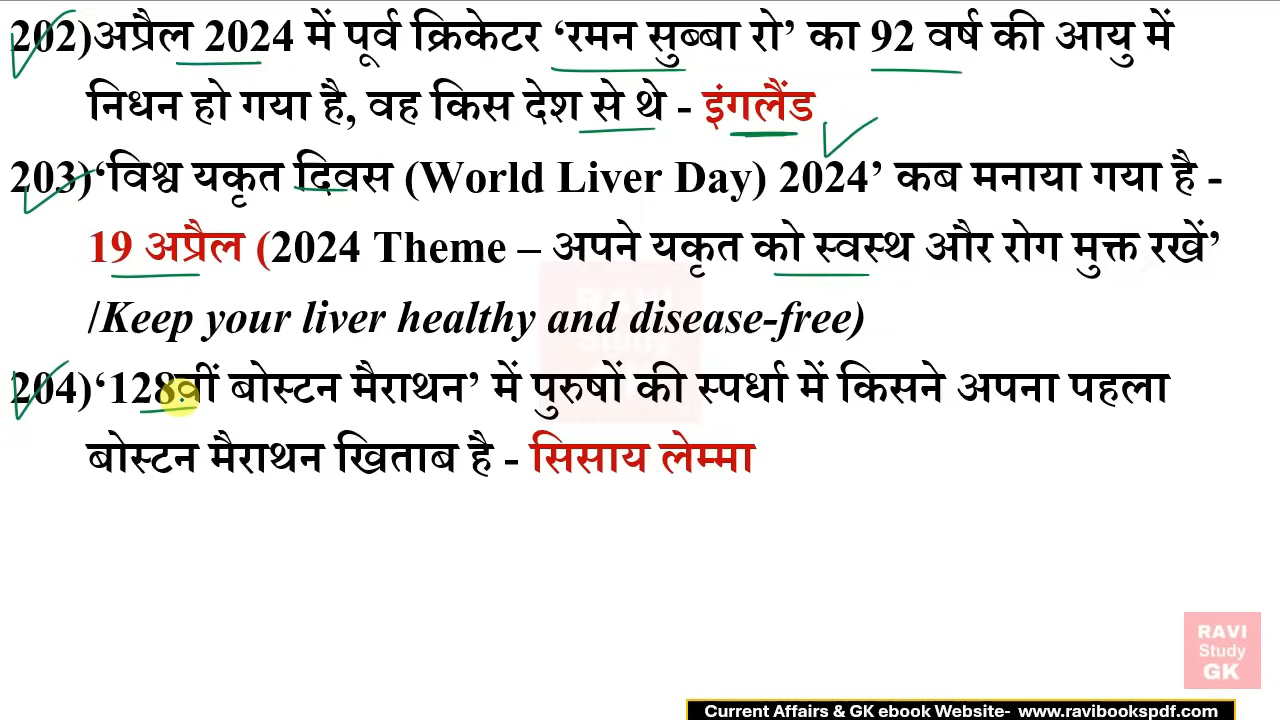 202)अप्रैल 2024 में पूर्व क्रिकेटर ‘रमन सुब्बा रो’ का 92 वर्ष की आयु में
निधन हो गया है, वह किस देश से थे - इंगलैंड
203)‘विश्व यकृत दिवस (World Liver Day) 2024’ कब मनाया गया है -
19 अप्रैल (2024 Theme – अपने यकृत को स्वस्थ और रोग मुक्त रखें’
/Keep your liver healthy and disease-free)
204)‘128वीं बोस्टन मैराथन’ में पुरुषों की स्पर्धा में किसने अपना पहला
बोस्टन मैराथन खिताब है - सिसाय लेम्मा
RAVI
Study
RAVI
Study
GK
Current Affairs & GK ebook Website- www.ravibookspdf.com